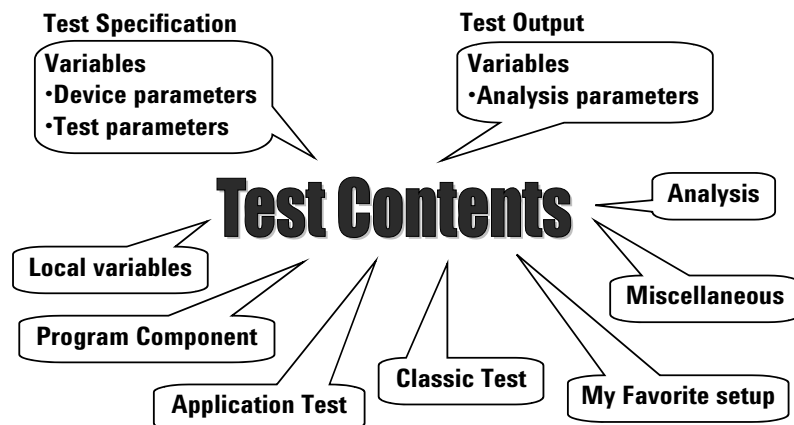 Test Specification
Variables
•Device parameters
•Test parameters
Test Output
Variables
•Analysis parameters
Test Contents
Analysis
Local variables
Miscellaneous
Program Component
Classic Test
My Favorite setup
Application Test